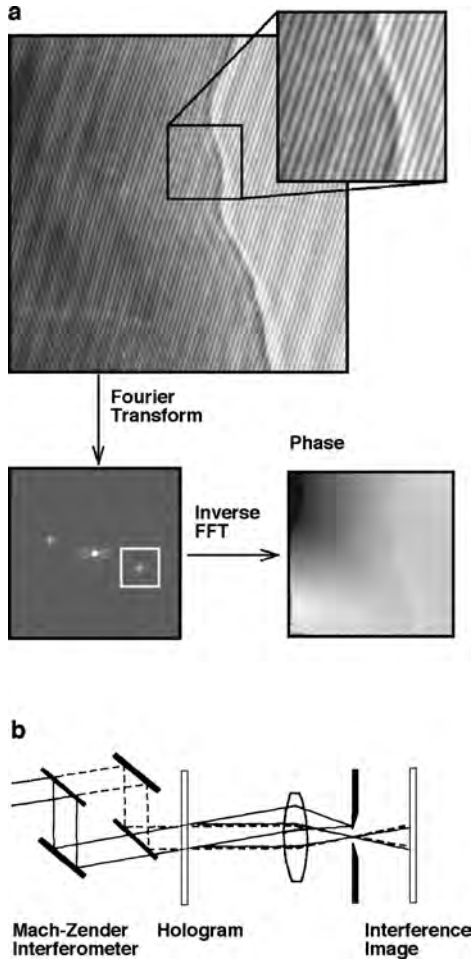 a
Fourier
Transform
Phase
Inverse
FFT
b
Mach-Zender
Interferometer
Hologram
Interference
Image